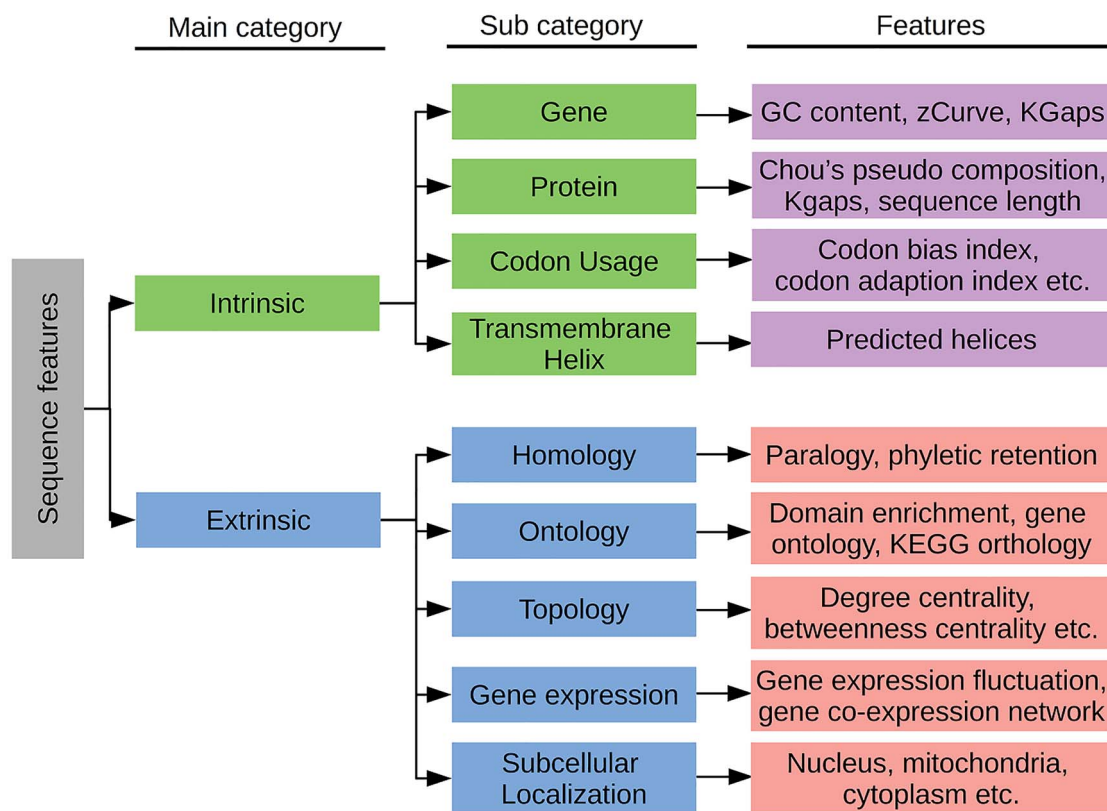 Main category
Sub category
Features
Sequence features
Intrinsic
Gene
GC content, zCurve, KGaps
Protein
Chou’s pseudo composition,
Kgaps, sequence length
Codon Usage
Codon bias index,
codon adaption index etc.
Transmembrane
Helix
Predicted helices
Extrinsic
Homology
Paralogy, phyletic retention
Ontology
Domain enrichment, gene
ontology, KEGG orthology
Topology
Degree centrality,
betweenness centrality etc.
Gene expression
Gene expression fluctuation,
gene co-expression network
Subcellular
Localization
Nucleus, mitochondria,
cytoplasm etc.